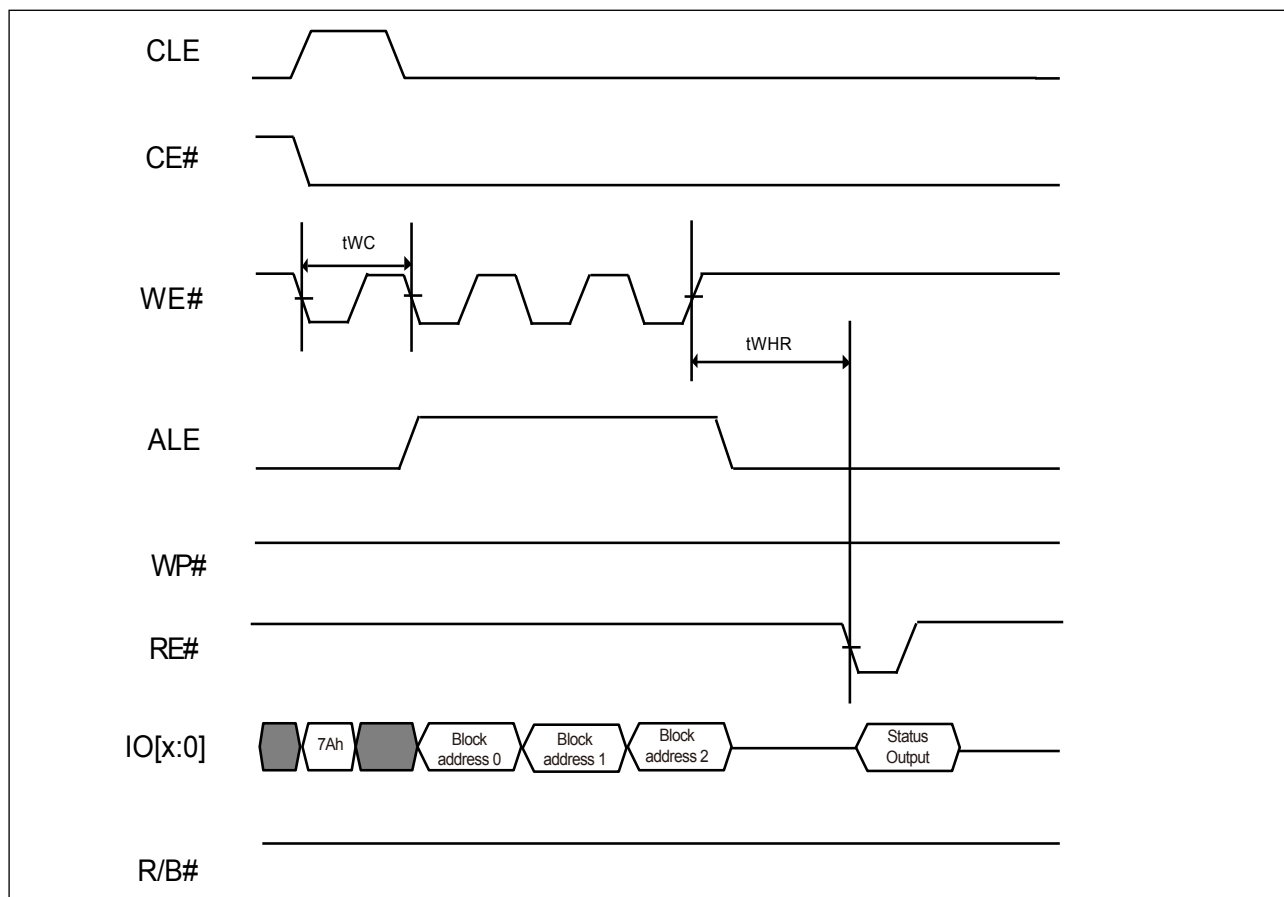 CLE
CE#
tWC
WE#
tWHR
ALE
WP#
RE#
IO[x:0]
7Ah
Block
address 0
Block
address 1
Block
address 2
Status
Output
R/B#